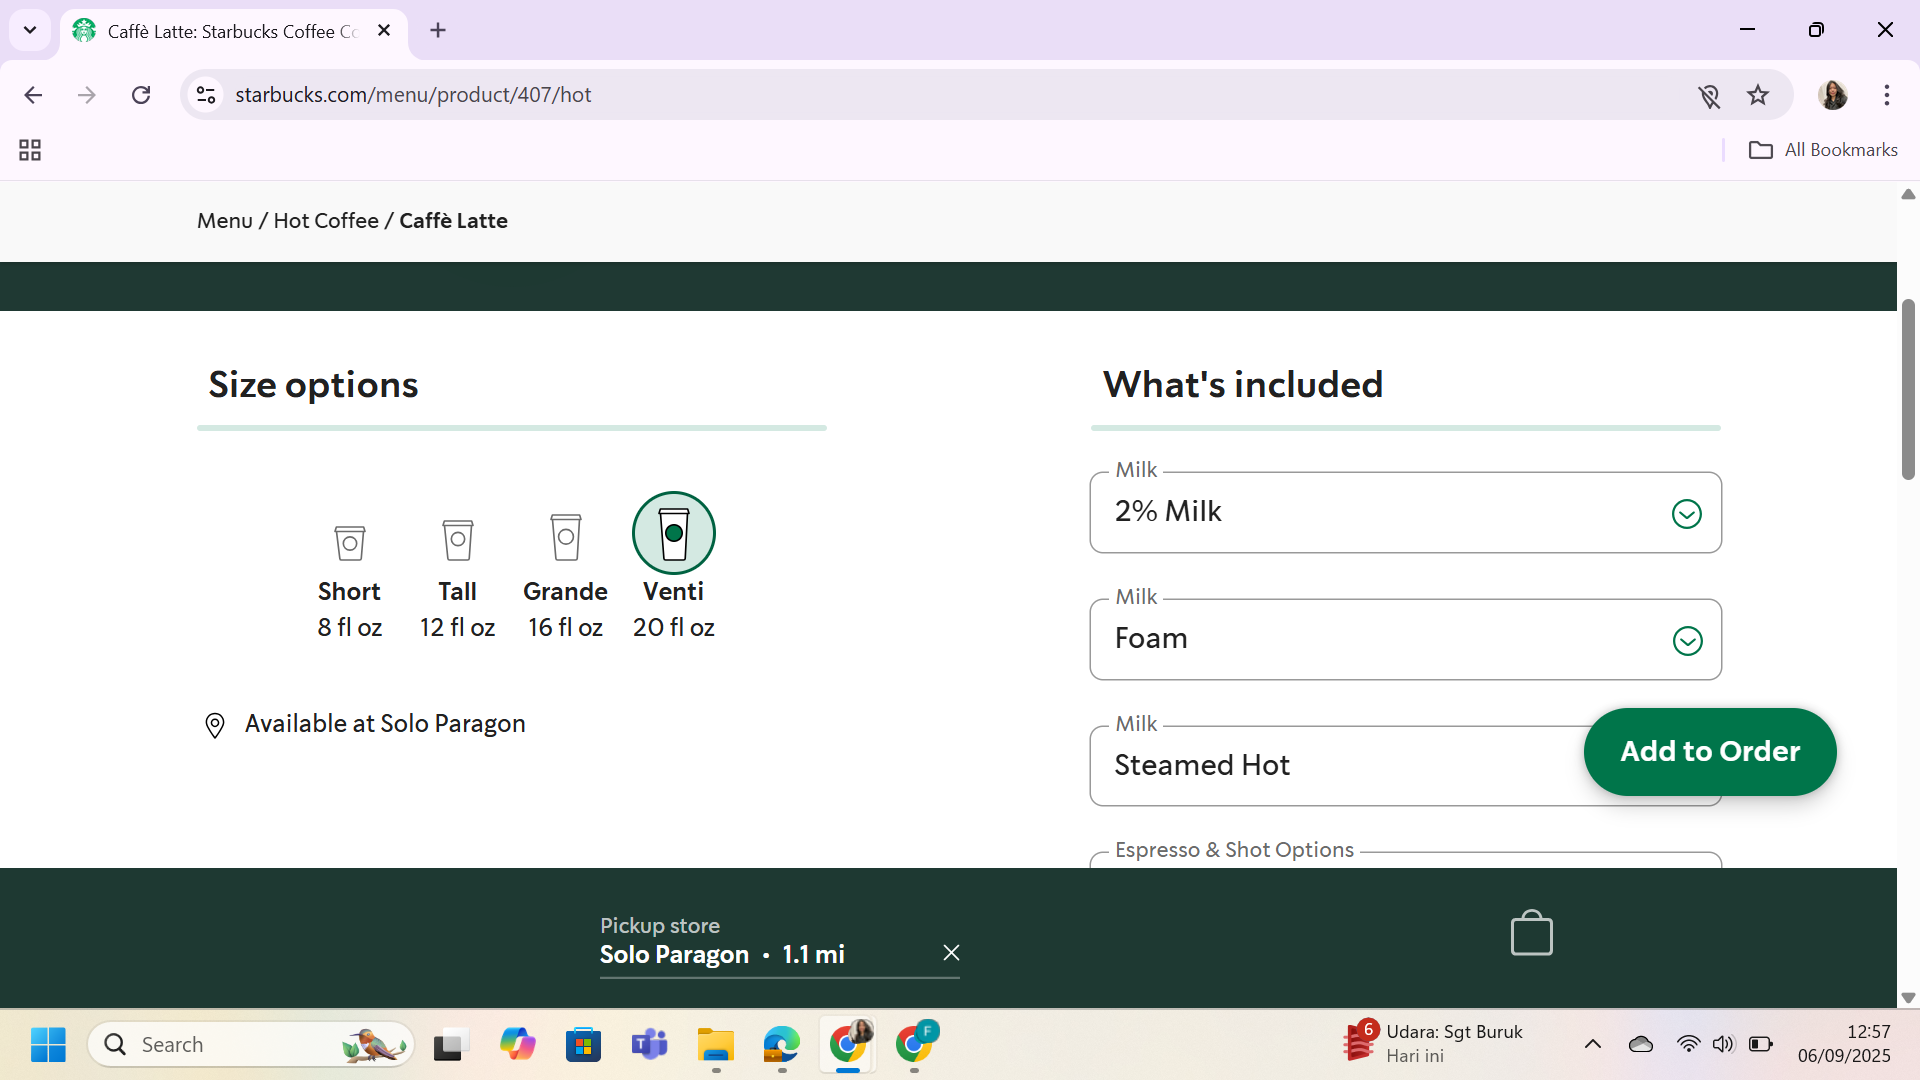 Caffè Latte: Starbucks Coffee Co
starbucks.com/menu/product/407/hot
All Bookmarks
Menu / Hot Coffee / Caffè Latte
Size options
Short
8 fl oz
Tall
12 fl oz
Grande
16 fl oz
Venti
20 fl oz
Available at Solo Paragon
What's included
Milk
2% Milk
Milk
Foam
Milk
Steamed Hot
Add to Order
Espresso & Shot Options
Pickup store
Solo Paragon • 1.1 mi
Search
T
F
6
Udara: Sgt Buruk
Hari ini
12:57
06/09/2025